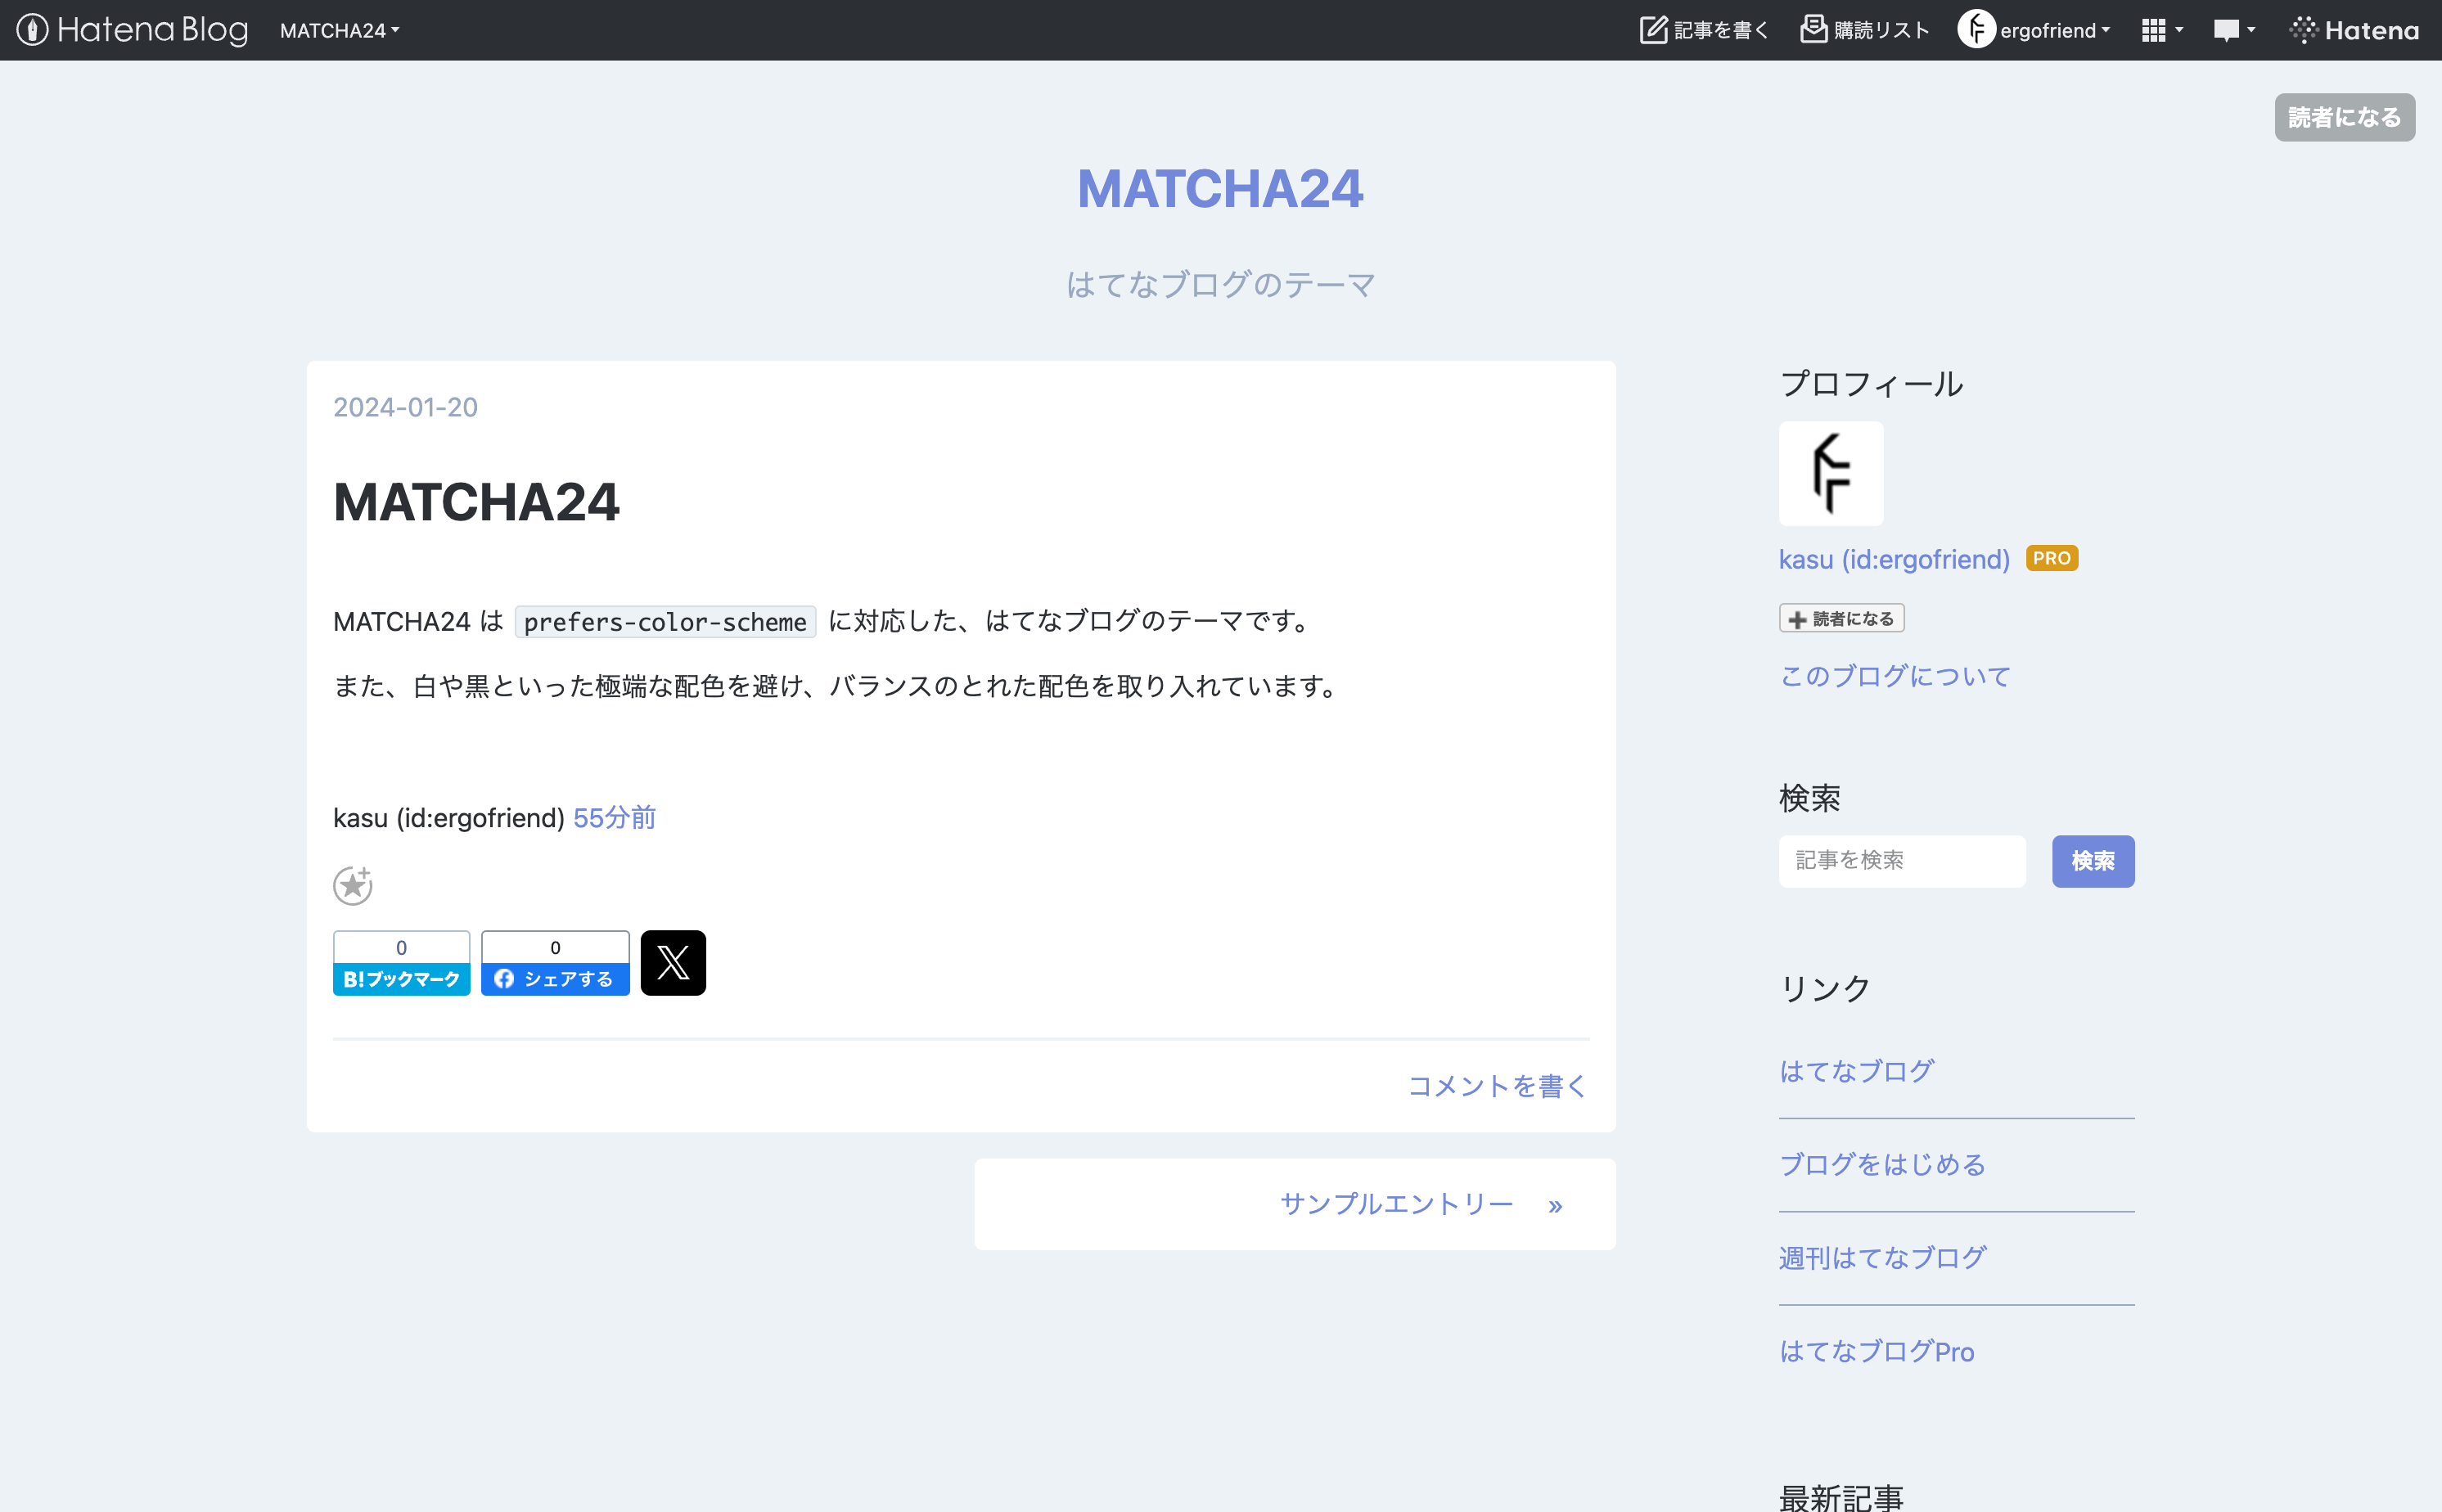 Hatena Blog MATCHA24 記事を書く 購読リスト ergofriend Hatena
読者になる
MATCHA24
はてなブログのテーマ
2024-01-20
MATCHA24
MATCHA24 は prefers-color-scheme に対応した、はてなブログのテーマです。
また、白や黒といった極端な配色を避け、バランスのとれた配色を取り入れています。
kasu (id:ergofriend) 55分前
0
B!ブックマーク
0
シェアする
コメントを書く
サンプルエントリー »
プロフィール
kasu (id:ergofriend) PRO
読者になる
このブログについて
検索
記事を検索 検索
リンク
はてなブログ
ブログをはじめる
週刊はてなブログ
はてなブログPro
最新記事